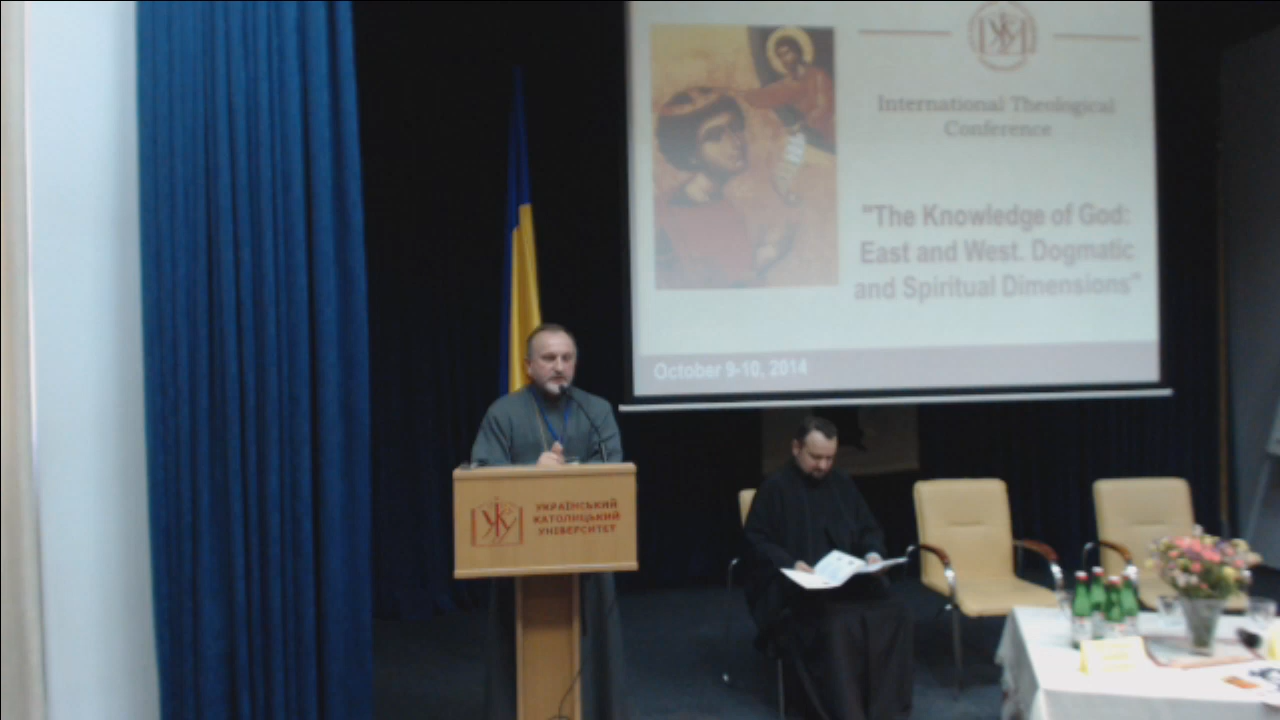 International Theological
Conference
"The Knowledge of God:
East and West. Dogmatic
and Spiritual Dimensions"
October 9-10, 2014
УКРАЇНСЬКИЙ
КАТОЛИЦЬКИЙ
УНІВЕРСИТЕТ